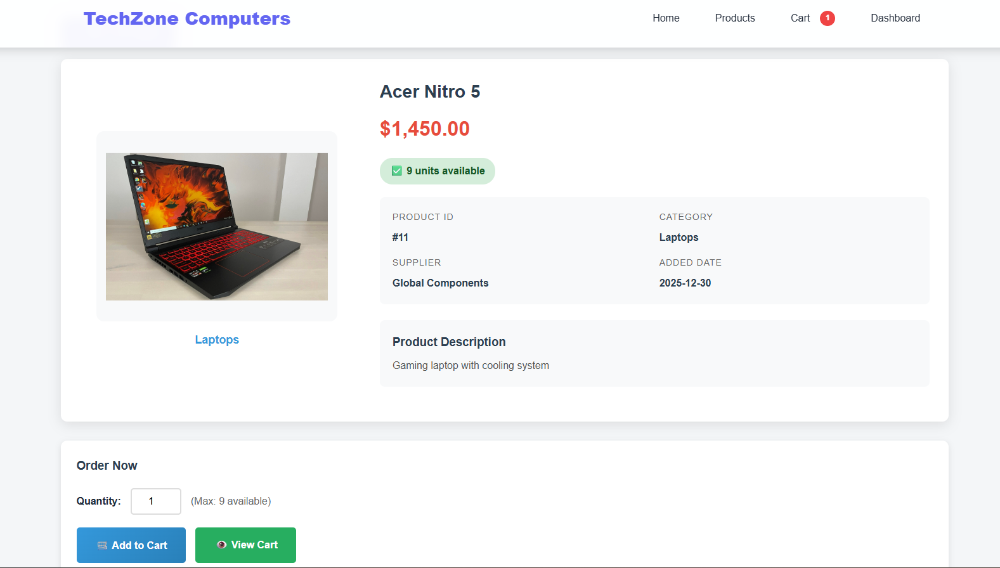 TechZone Computers
Home
Products
Cart 1
Dashboard
Acer Nitro 5
$1,450.00
9 units available
PRODUCT ID
#11
CATEGORY
Laptops
SUPPLIER
Global Components
ADDED DATE
2025-12-30
Laptops
Product Description
Gaming laptop with cooling system
Order Now
Quantity: 1 (Max: 9 available)
Add to Cart
View Cart